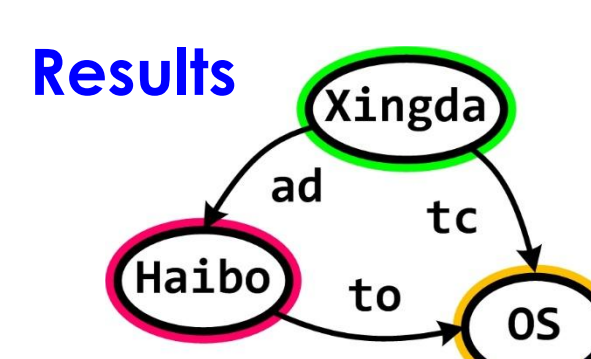 Results
Xingda
ad
tc
Haibo
to
OS